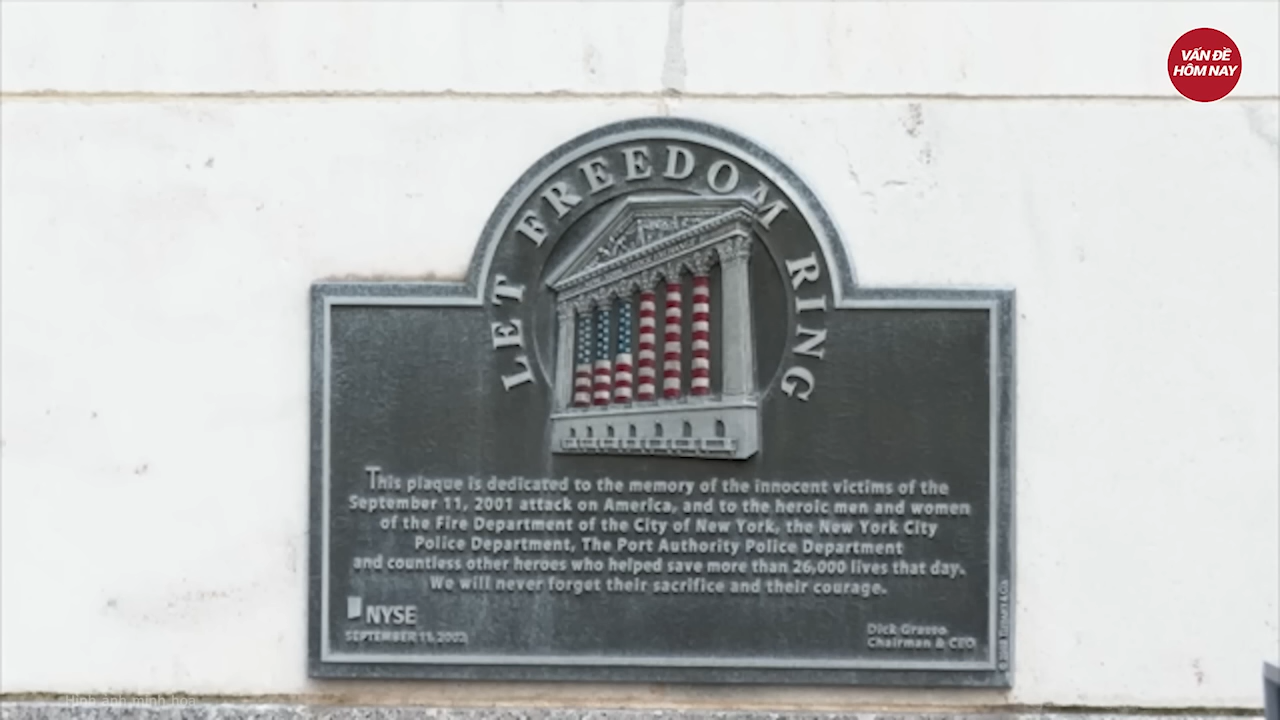 VẤN ĐỀ
HÔM NAY
LET FREEDOM RING
This plaque is dedicated to the memory of the innocent victims of the
September 11, 2001 attack on America, and to the heroic men and women
of the Fire Department of the City of New York, the New York City
Police Department, The Port Authority Police Department
and countless other heroes who helped save more than 26,000 lives that day.
We will never forget their sacrifice and their courage.
NYSE
SEPTEMBER 11, 2002
Dick Grasso
Chairman & CEO
Hình ảnh minh họa